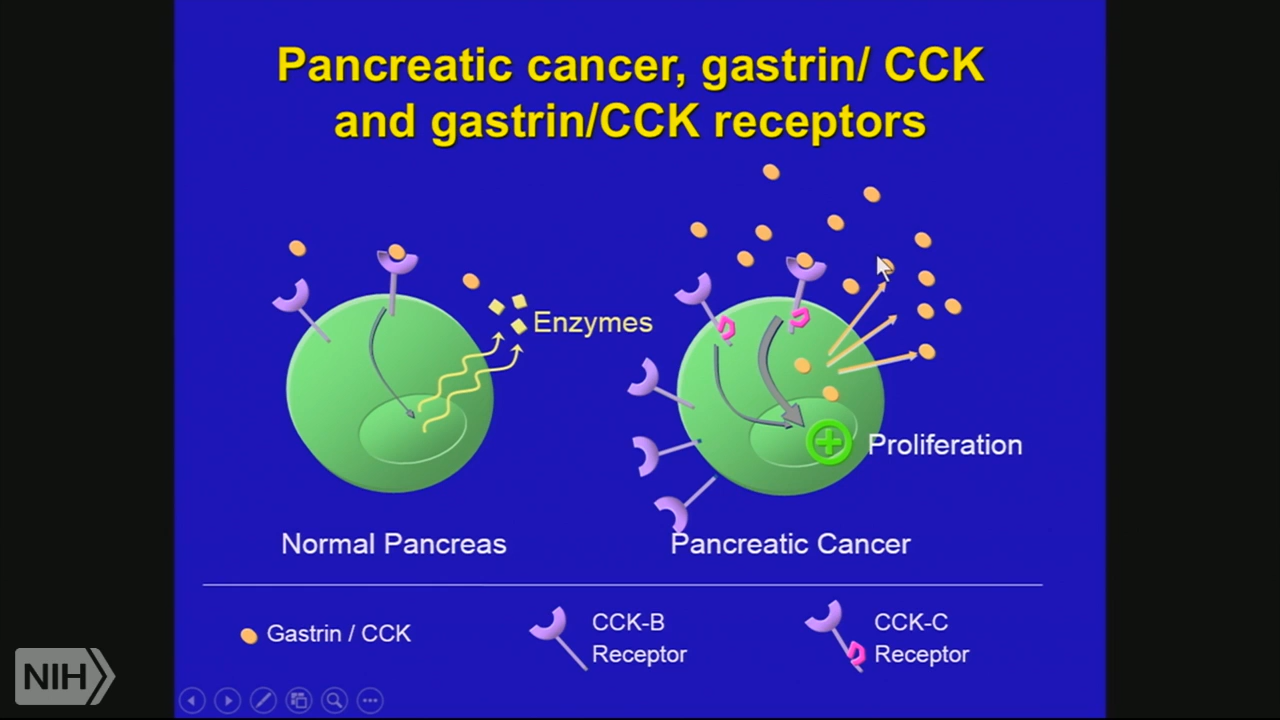 Pancreatic cancer, gastrin/ CCK
and gastrin/CCK receptors
Enzymes
Proliferation
Normal Pancreas
Pancreatic Cancer
Gastrin / CCK
CCK-B
Receptor
CCK-C
Receptor
NIH